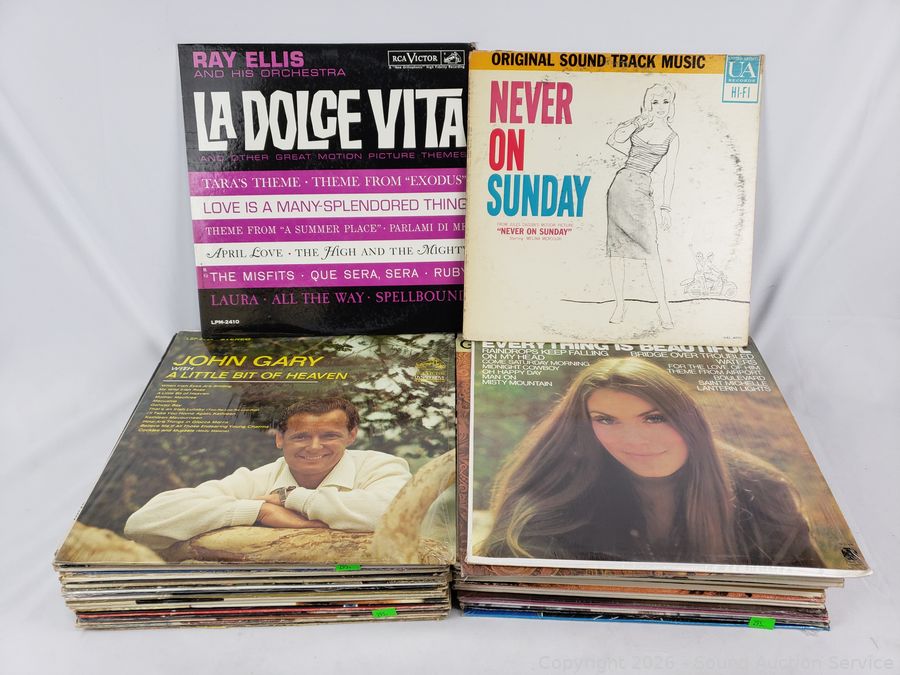 RAY ELLIS
AND HIS ORCHESTRA
RCA VICTOR
LA DOLCE VITA
AND OTHER GREAT MOTION PICTURE THEMES
TARA'S THEME · THEME FROM "EXODUS"
LOVE IS A MANY-SPLENDORED THING
THEME FROM "A SUMMER PLACE" · PARLAMI DI ME
APRIL LOVE · THE HIGH AND THE MIGHTY
THE MISFITS · QUE SERA, SERA · RUBY
LAURA · ALL THE WAY · SPELLBOUND
LPM-2410
ORIGINAL SOUND TRACK MUSIC
UA
RECORDS
HI-FI
NEVER
ON
SUNDAY
"NEVER ON SUNDAY"
JOHN GARY
WITH
A LITTLE BIT OF HEAVEN
EVERYTHING IS BEAUTIFUL
RAINDROPS KEEP FALLING
ON MY HEAD
COME SATURDAY MORNING
MIDNIGHT COWBOY
OH HAPPY DAY
MAN ON
MISTY MOUNTAIN
BRIDGE OVER TROUBLED
WATERS
FOR THE LOVE OF HIM
THEME FROM AIRPORT
BOULEVARD
SAINT MICHELLE
LANTERN LIGHTS
Copyright 2026 - Sound Auction Service